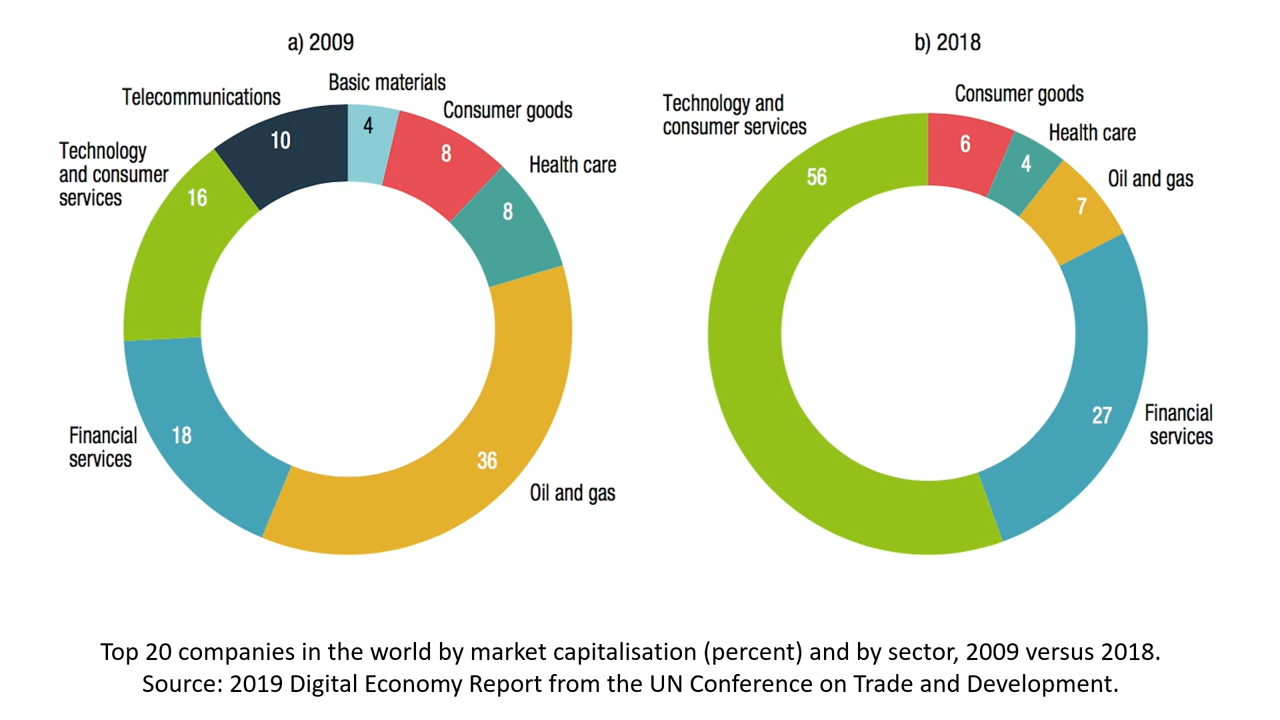 a) 2009
Basic materials
Telecommunications
Consumer goods
4
10
8
Technology
and consumer
services
Health care
16
8
Financial
services
18
36
Oil and gas
b) 2018
Consumer goods
Technology and
consumer services
Health care
6
4
Oil and gas
56
7
27
Financial
services
Top 20 companies in the world by market capitalisation (percent) and by sector, 2009 versus 2018.
Source: 2019 Digital Economy Report from the UN Conference on Trade and Development.